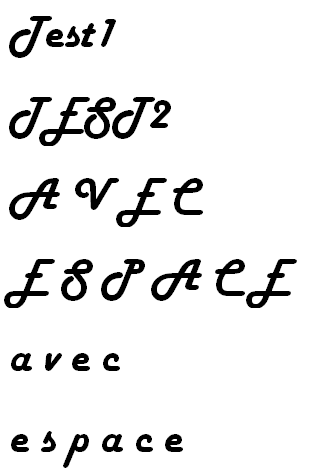 Test1
TEST2
A V E C
E S P A C E
a v e c
e s p a c e